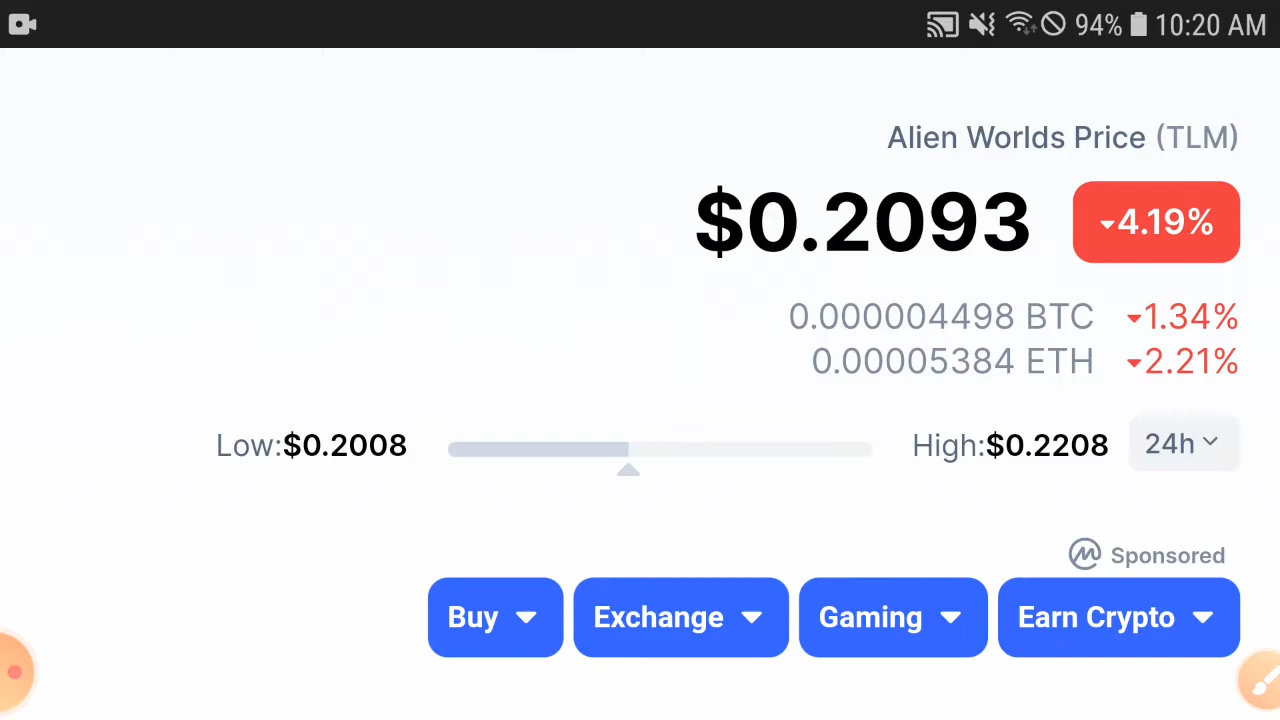 94% 10:20 AM
Alien Worlds Price (TLM)
$0.2093 4.19%
0.000004498 BTC 1.34%
0.00005384 ETH 2.21%
Low:$0.2008 High:$0.2208 24h
Sponsored
Buy Exchange Gaming Earn Crypto